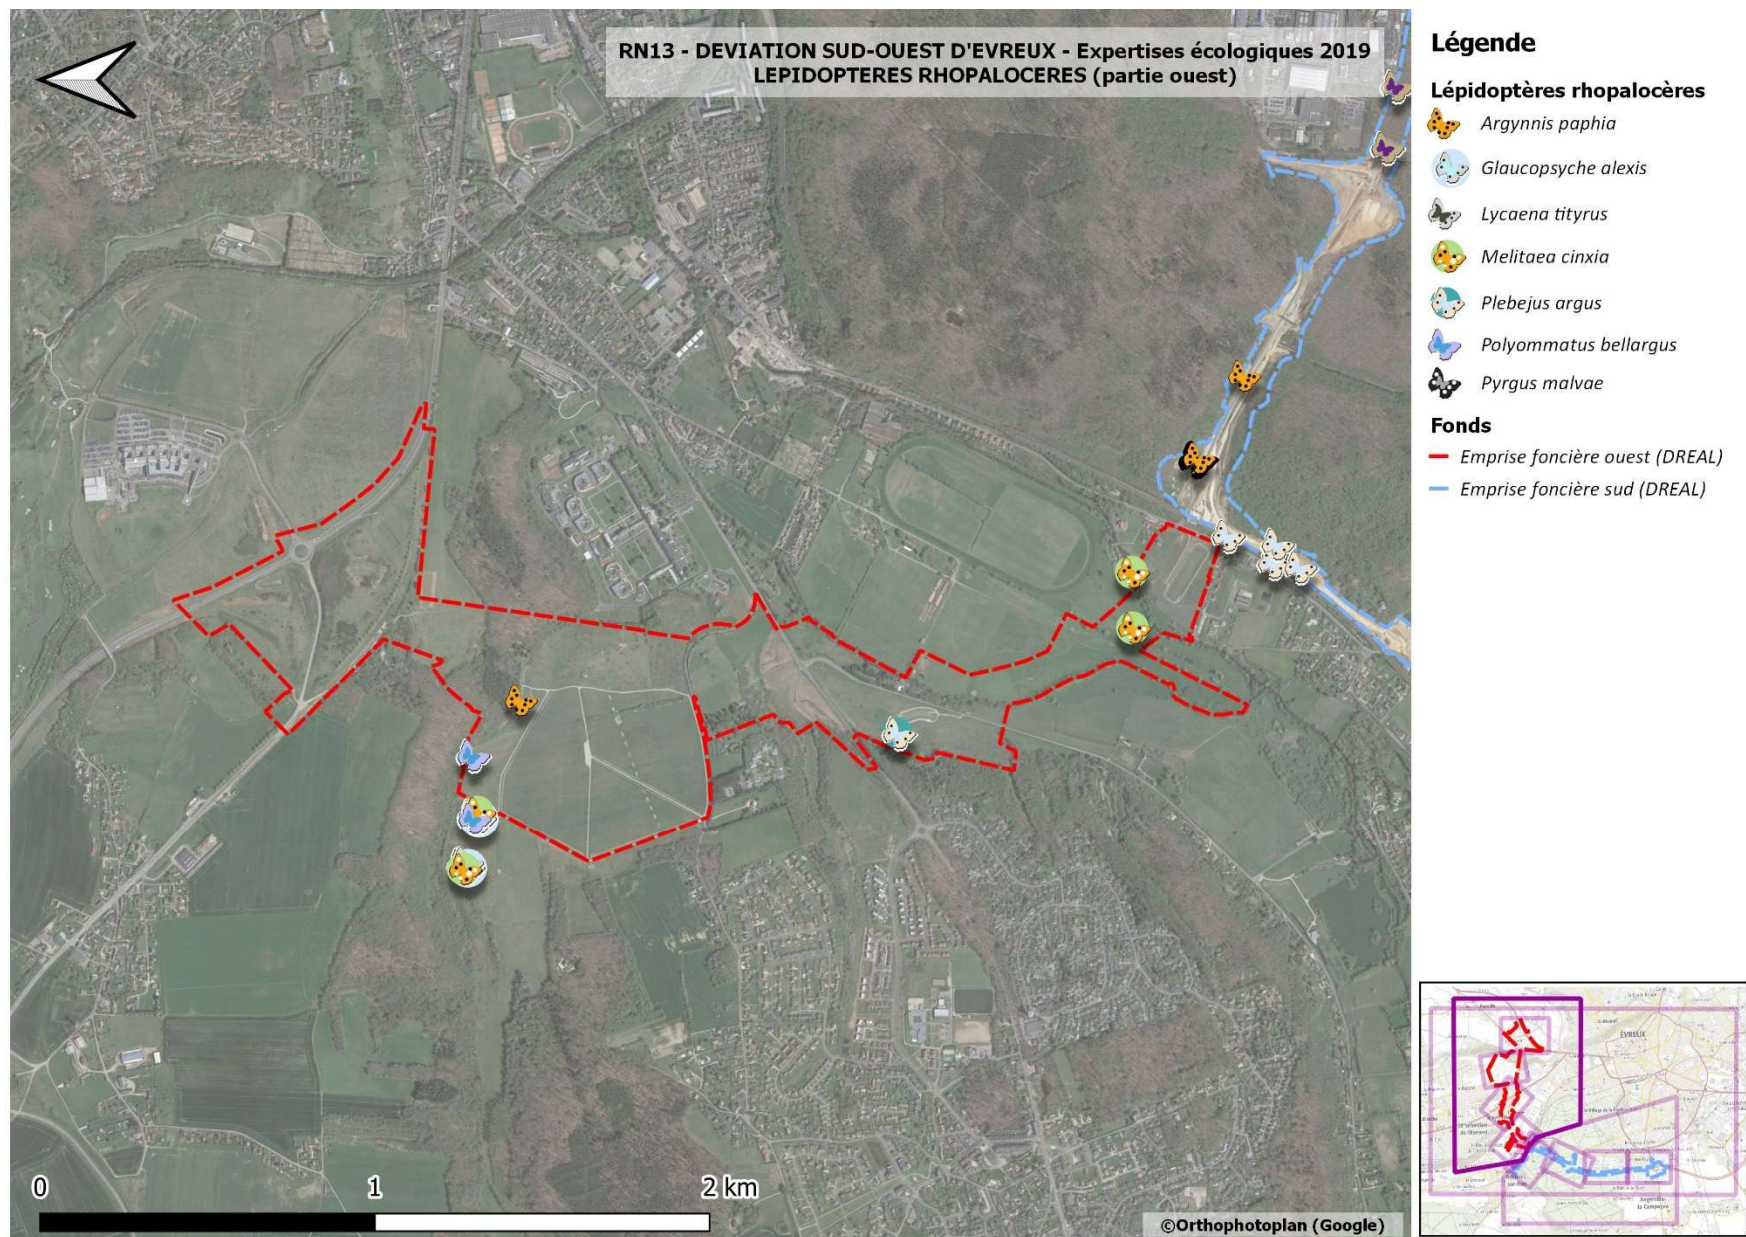 RN13 - DEVIATION SUD-OUEST D'EVREUX - Expertises écologiques 2019
LEPIDOPTERES RHOPALOCERES (partie ouest)
Légende
Lépidoptères rhopalocères
Argynnis paphia
Glaucopsyche alexis
Lycaena tityrus
Melitaea cinxia
Plebejus argus
Polyommatus bellargus
Pyrgus malvae
Fonds
Emprise foncière ouest (DREAL)
Emprise foncière sud (DREAL)
0 1 2 km
©Orthophotoplan (Google)
ÉVREUX